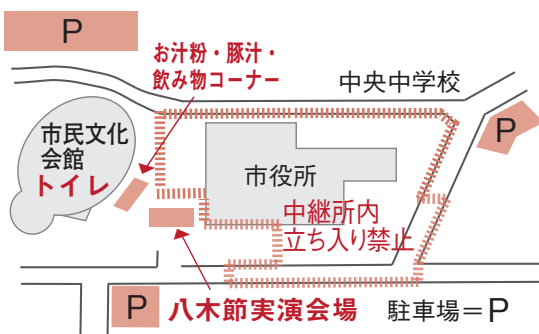 P
お汁粉・豚汁・
飲み物コーナー
中央中学校
P
市民文化
会館
トイレ
市役所
中継所内
立ち入り禁止
P
八木節実演会場
駐車場＝P